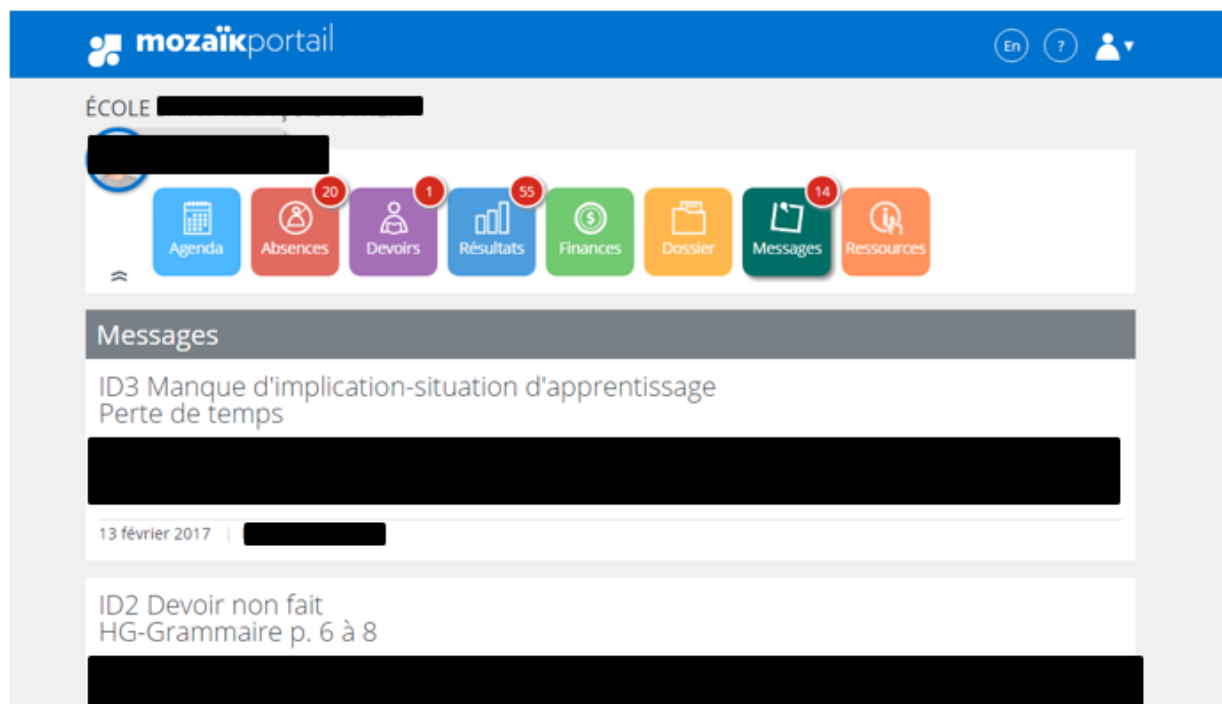 mozaïkportail
En ?
ÉCOLE
20 1 55 14
Agenda Absences Devoirs Résultats Finances Dossier Messages Ressources
Messages
ID3 Manque d'implication-situation d'apprentissage
Perte de temps
13 février 2017
ID2 Devoir non fait
HG-Grammaire p. 6 à 8